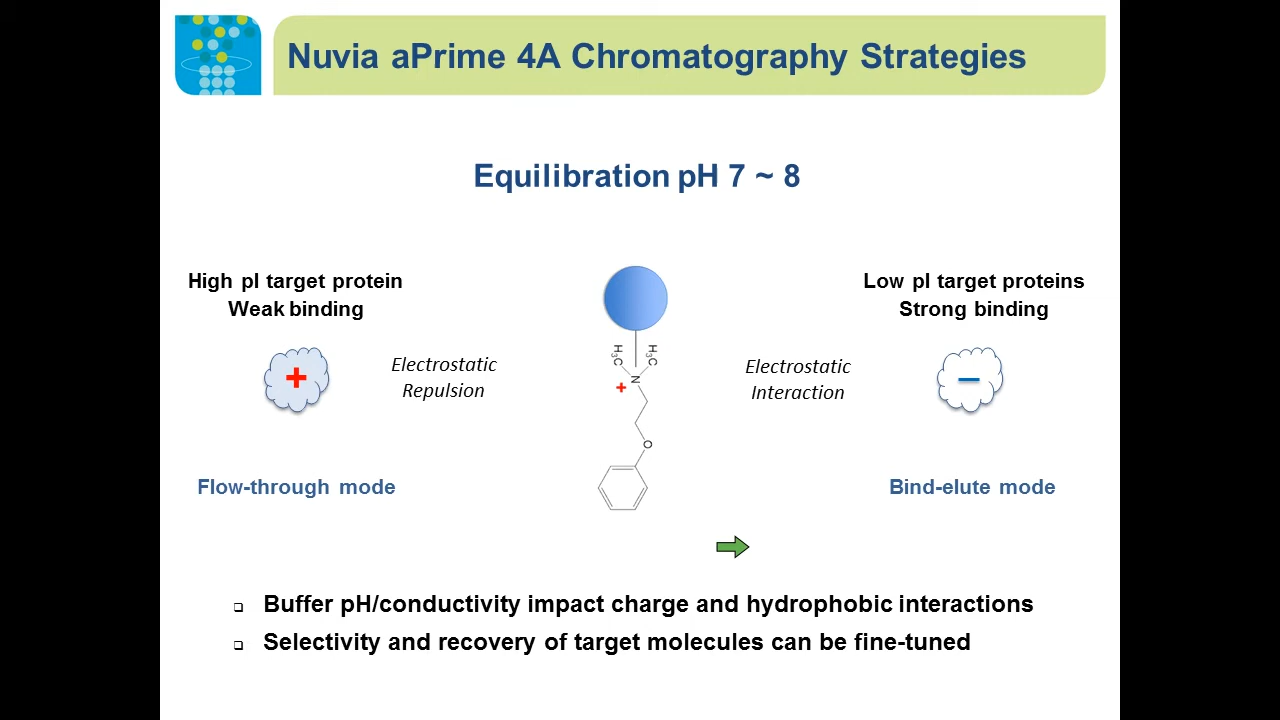 Nuvia aPrime 4A Chromatography Strategies
Equilibration pH 7 ~ 8
High pI target protein
Weak binding
Low pI target proteins
Strong binding
+
Electrostatic
Repulsion
H₃C
H₃C
N
+
O
Electrostatic
Interaction
–
Flow-through mode
Bind-elute mode
Buffer pH/conductivity impact charge and hydrophobic interactions
Selectivity and recovery of target molecules can be fine-tuned